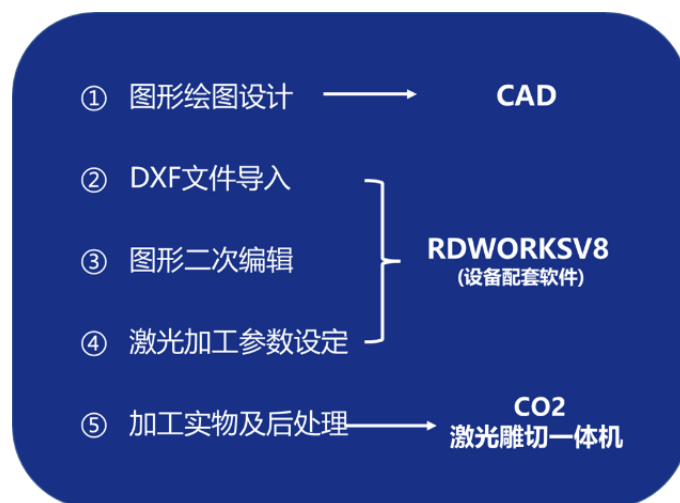 ① 图形绘图设计
CAD
② DXF文件导入
③ 图形二次编辑
RDWORKSV8
(设备配套软件)
④ 激光加工参数设定
⑤ 加工实物及后处理
CO2
激光雕切一体机